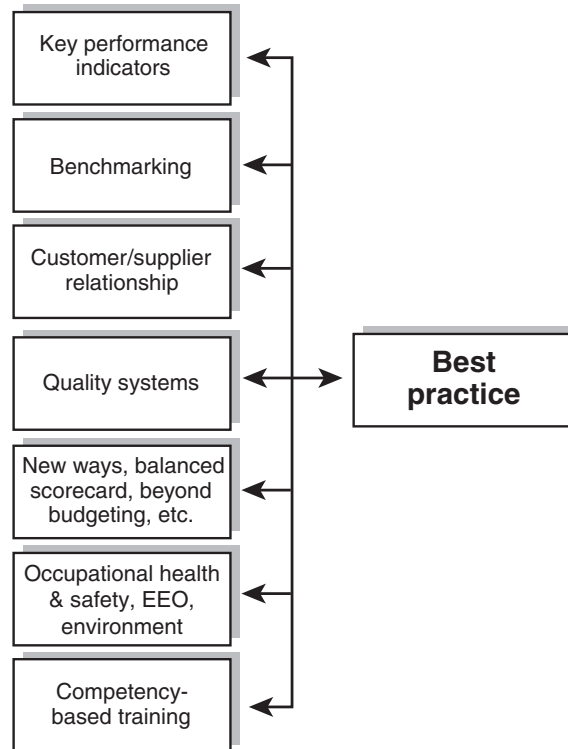 Key performance
indicators
Benchmarking
Customer/supplier
relationship
Quality systems
Best
practice
New ways, balanced
scorecard, beyond
budgeting, etc.
Occupational health
& safety, EEO,
environment
Competency-
based training